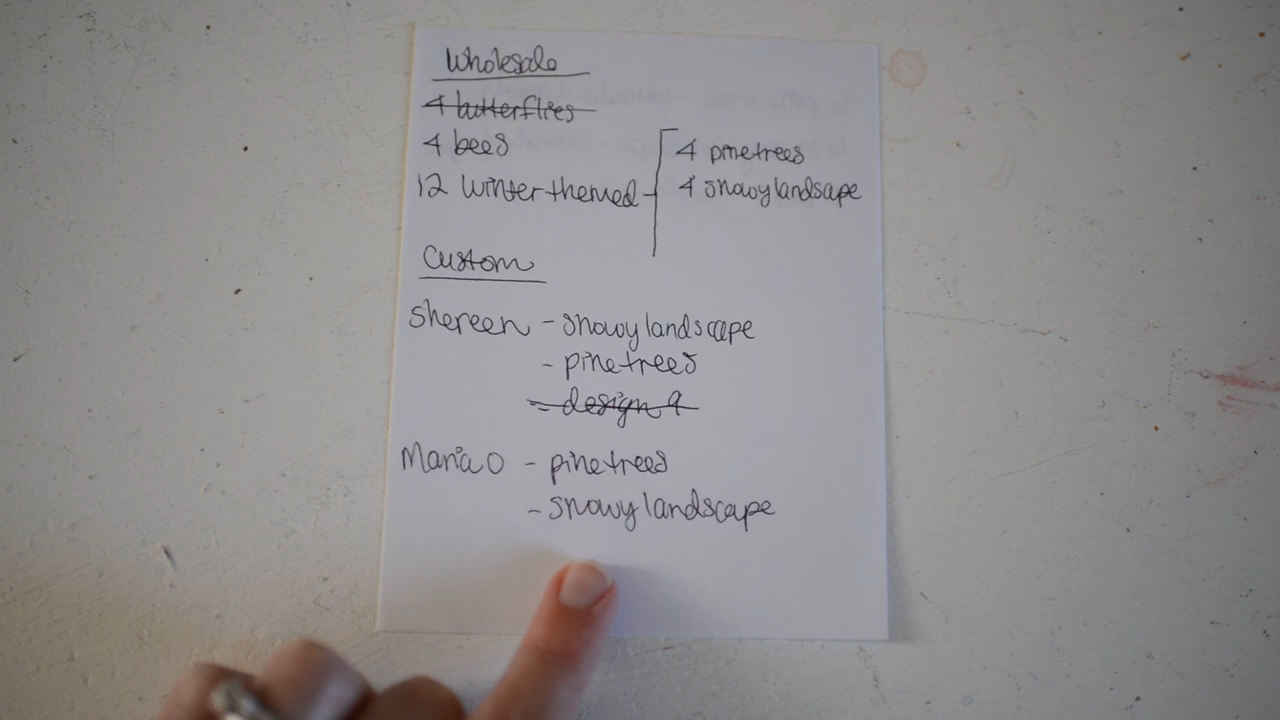 Wholesale
4 butterflies
4 bees
12 Winter themed
4 pinetrees
4 snowy landsape
Custom
Shereen - snowy landscape
- pinetrees
- design 9
Maria O - pinetrees
- snowy landscape